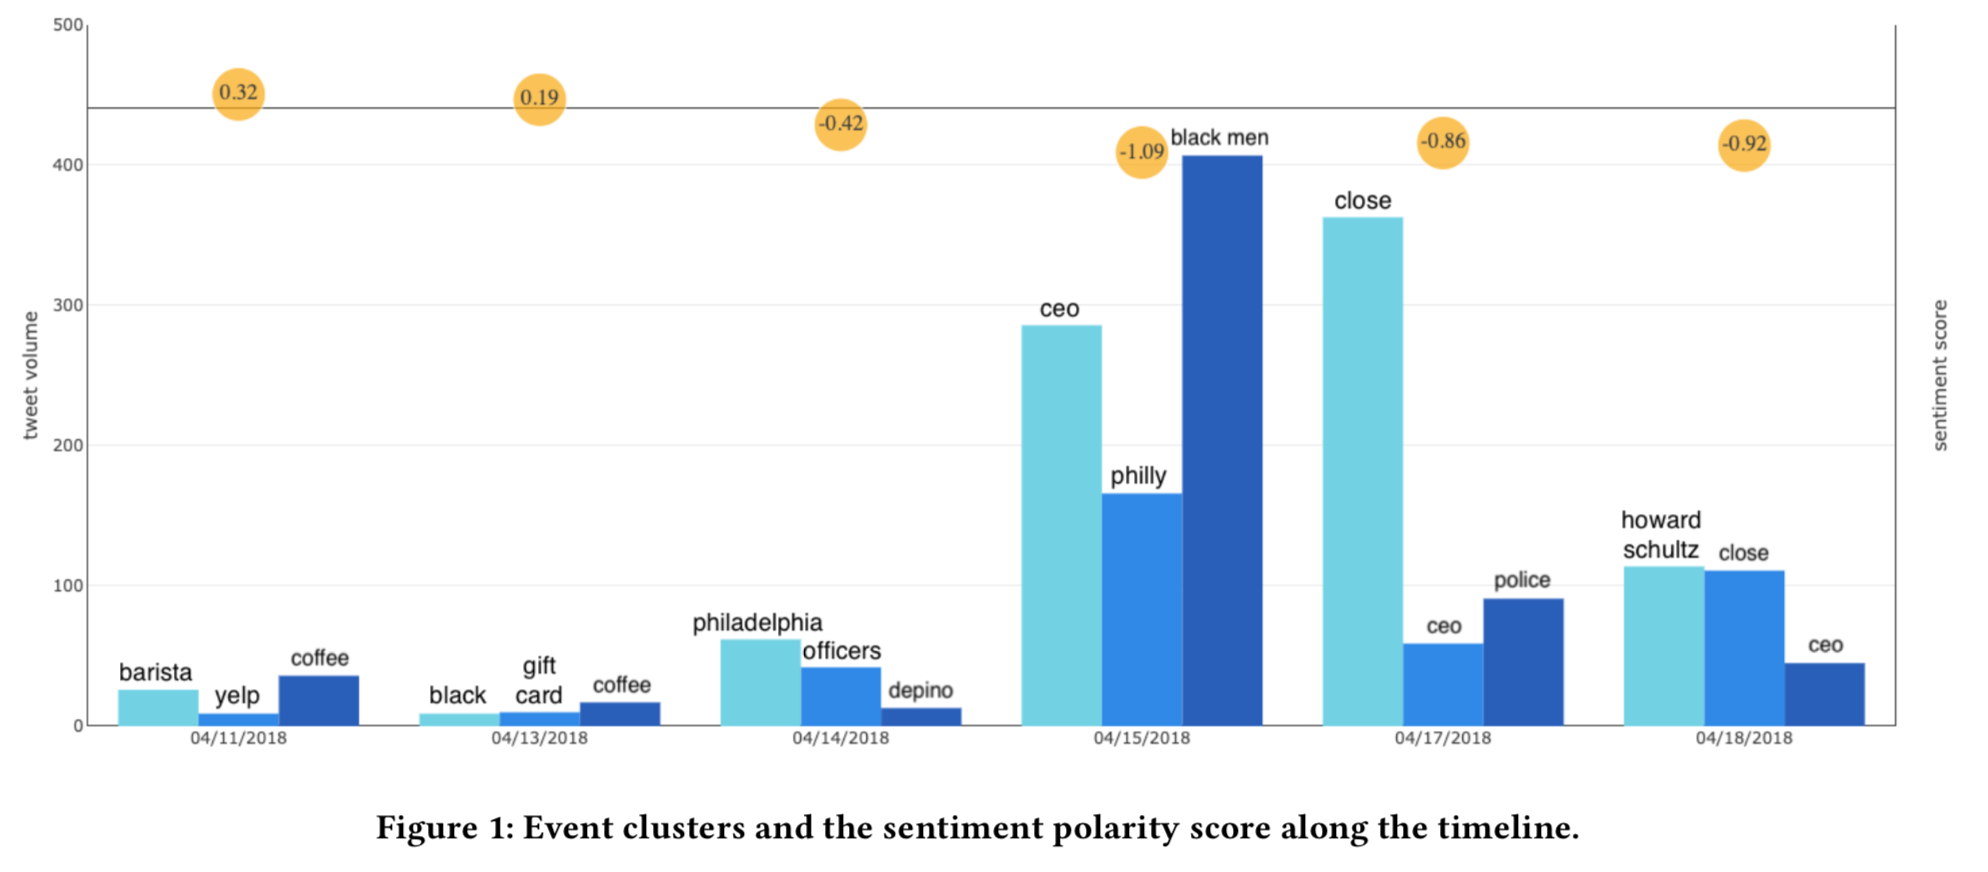 500
400
300
200
100
0
tweet volume
sentiment score
0.32
0.19
-0.42
-1.09
-0.86
-0.92
barista
yelp
coffee
black
gift
card
coffee
philadelphia
officers
depino
ceo
philly
black men
close
ceo
police
howard
schultz
close
ceo
04/11/2018
04/13/2018
04/14/2018
04/15/2018
04/17/2018
04/18/2018
Figure 1: Event clusters and the sentiment polarity score along the timeline.